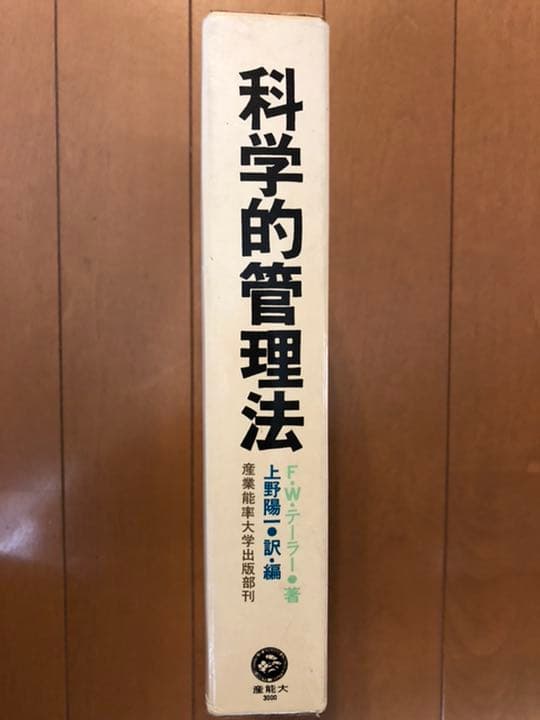 科学的管理法
F・W・テーラー●著
上野陽一●訳・編
産業能率大学出版部刊
産能大
3000